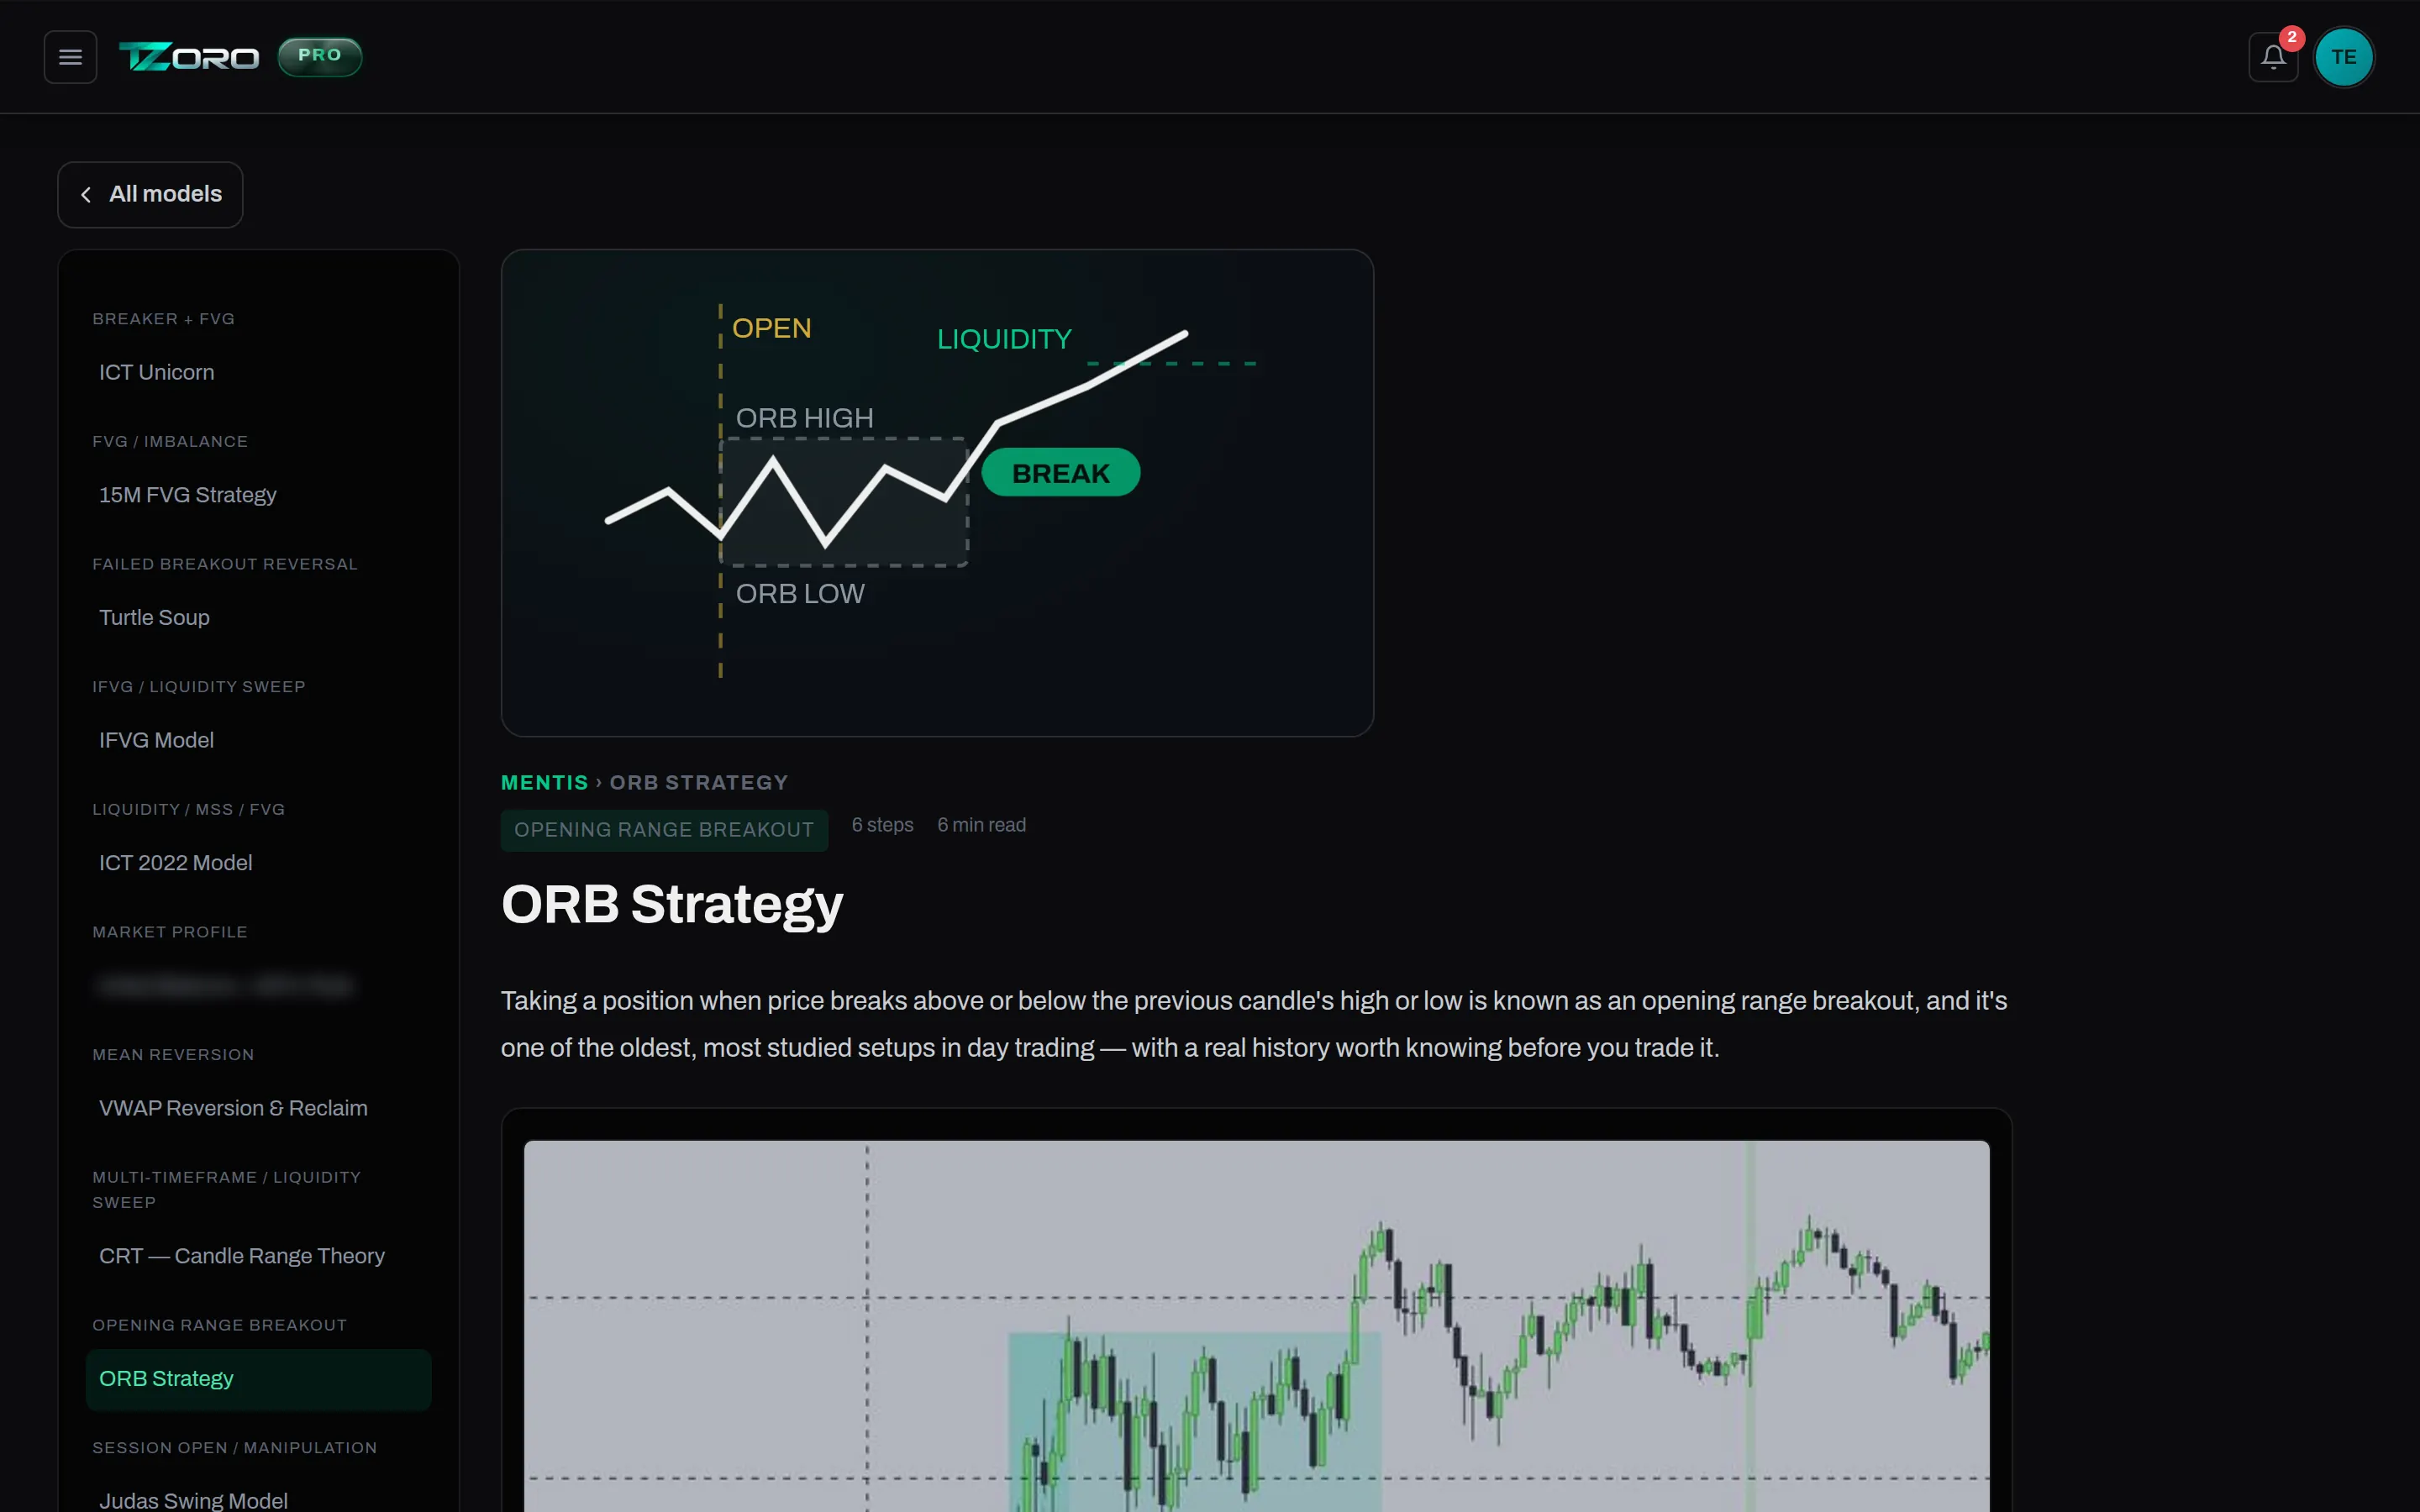 TZORO
PRO
2
TE
All models
BREAKER + FVG
ICT Unicorn
FVG / IMBALANCE
15M FVG Strategy
FAILED BREAKOUT REVERSAL
Turtle Soup
IFVG / LIQUIDITY SWEEP
IFVG Model
LIQUIDITY / MSS / FVG
ICT 2022 Model
MARKET PROFILE
MEAN REVERSION
VWAP Reversion & Reclaim
MULTI-TIMEFRAME / LIQUIDITY
SWEEP
CRT — Candle Range Theory
OPENING RANGE BREAKOUT
ORB Strategy
SESSION OPEN / MANIPULATION
Judas Swing Model
OPEN
LIQUIDITY
ORB HIGH
BREAK
ORB LOW
MENTIS › ORB STRATEGY
OPENING RANGE BREAKOUT 6 steps 6 min read
ORB Strategy
Taking a position when price breaks above or below the previous candle's high or low is known as an opening range breakout, and it's
one of the oldest, most studied setups in day trading — with a real history worth knowing before you trade it.